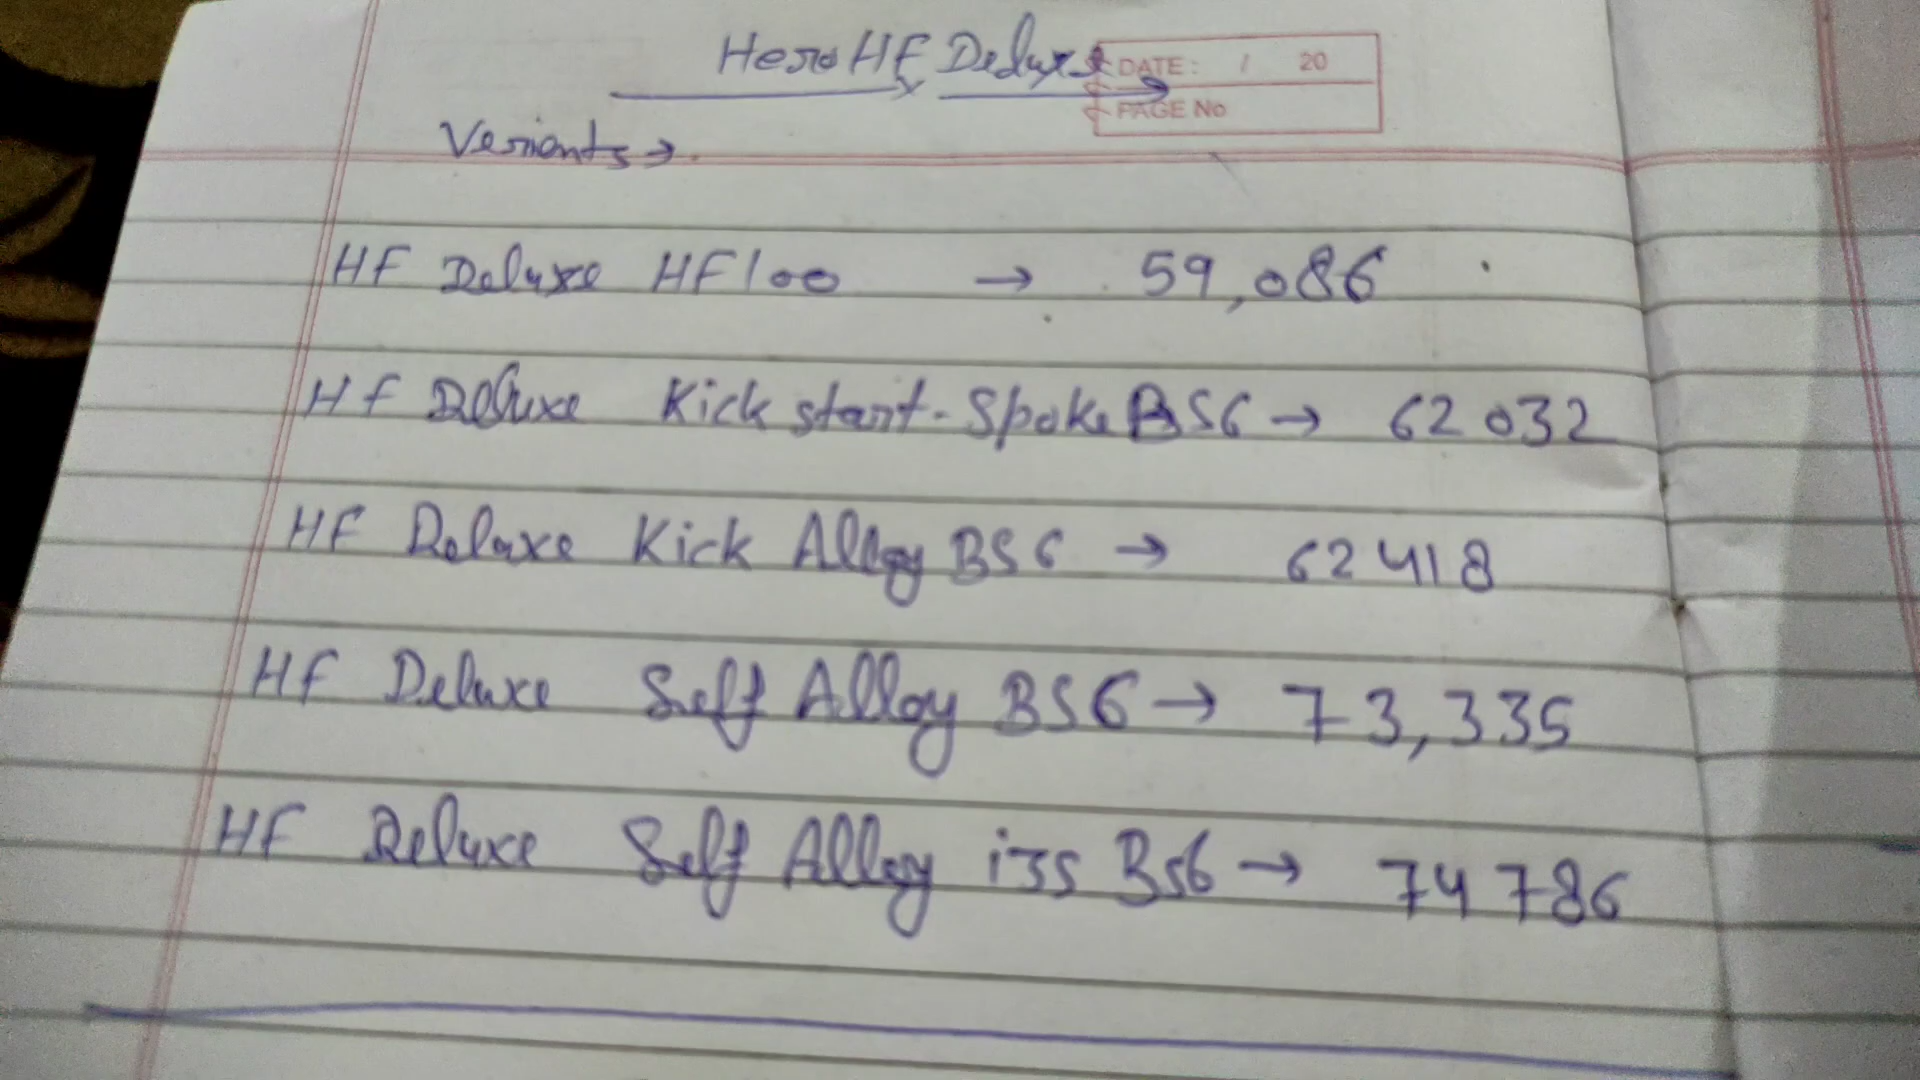 Hero HF Deluxe
DATE: / 20
PAGE No
Verients →
HF Deluxe HF100 → 59,086
HF Deluxe Kick start-Spoke BS6 → 62032
HF Deluxe Kick Alloy BS6 → 62418
HF Deluxe Self Alloy BS6 → 73,335
HF Deluxe Self Alloy i3S BS6 → 74786